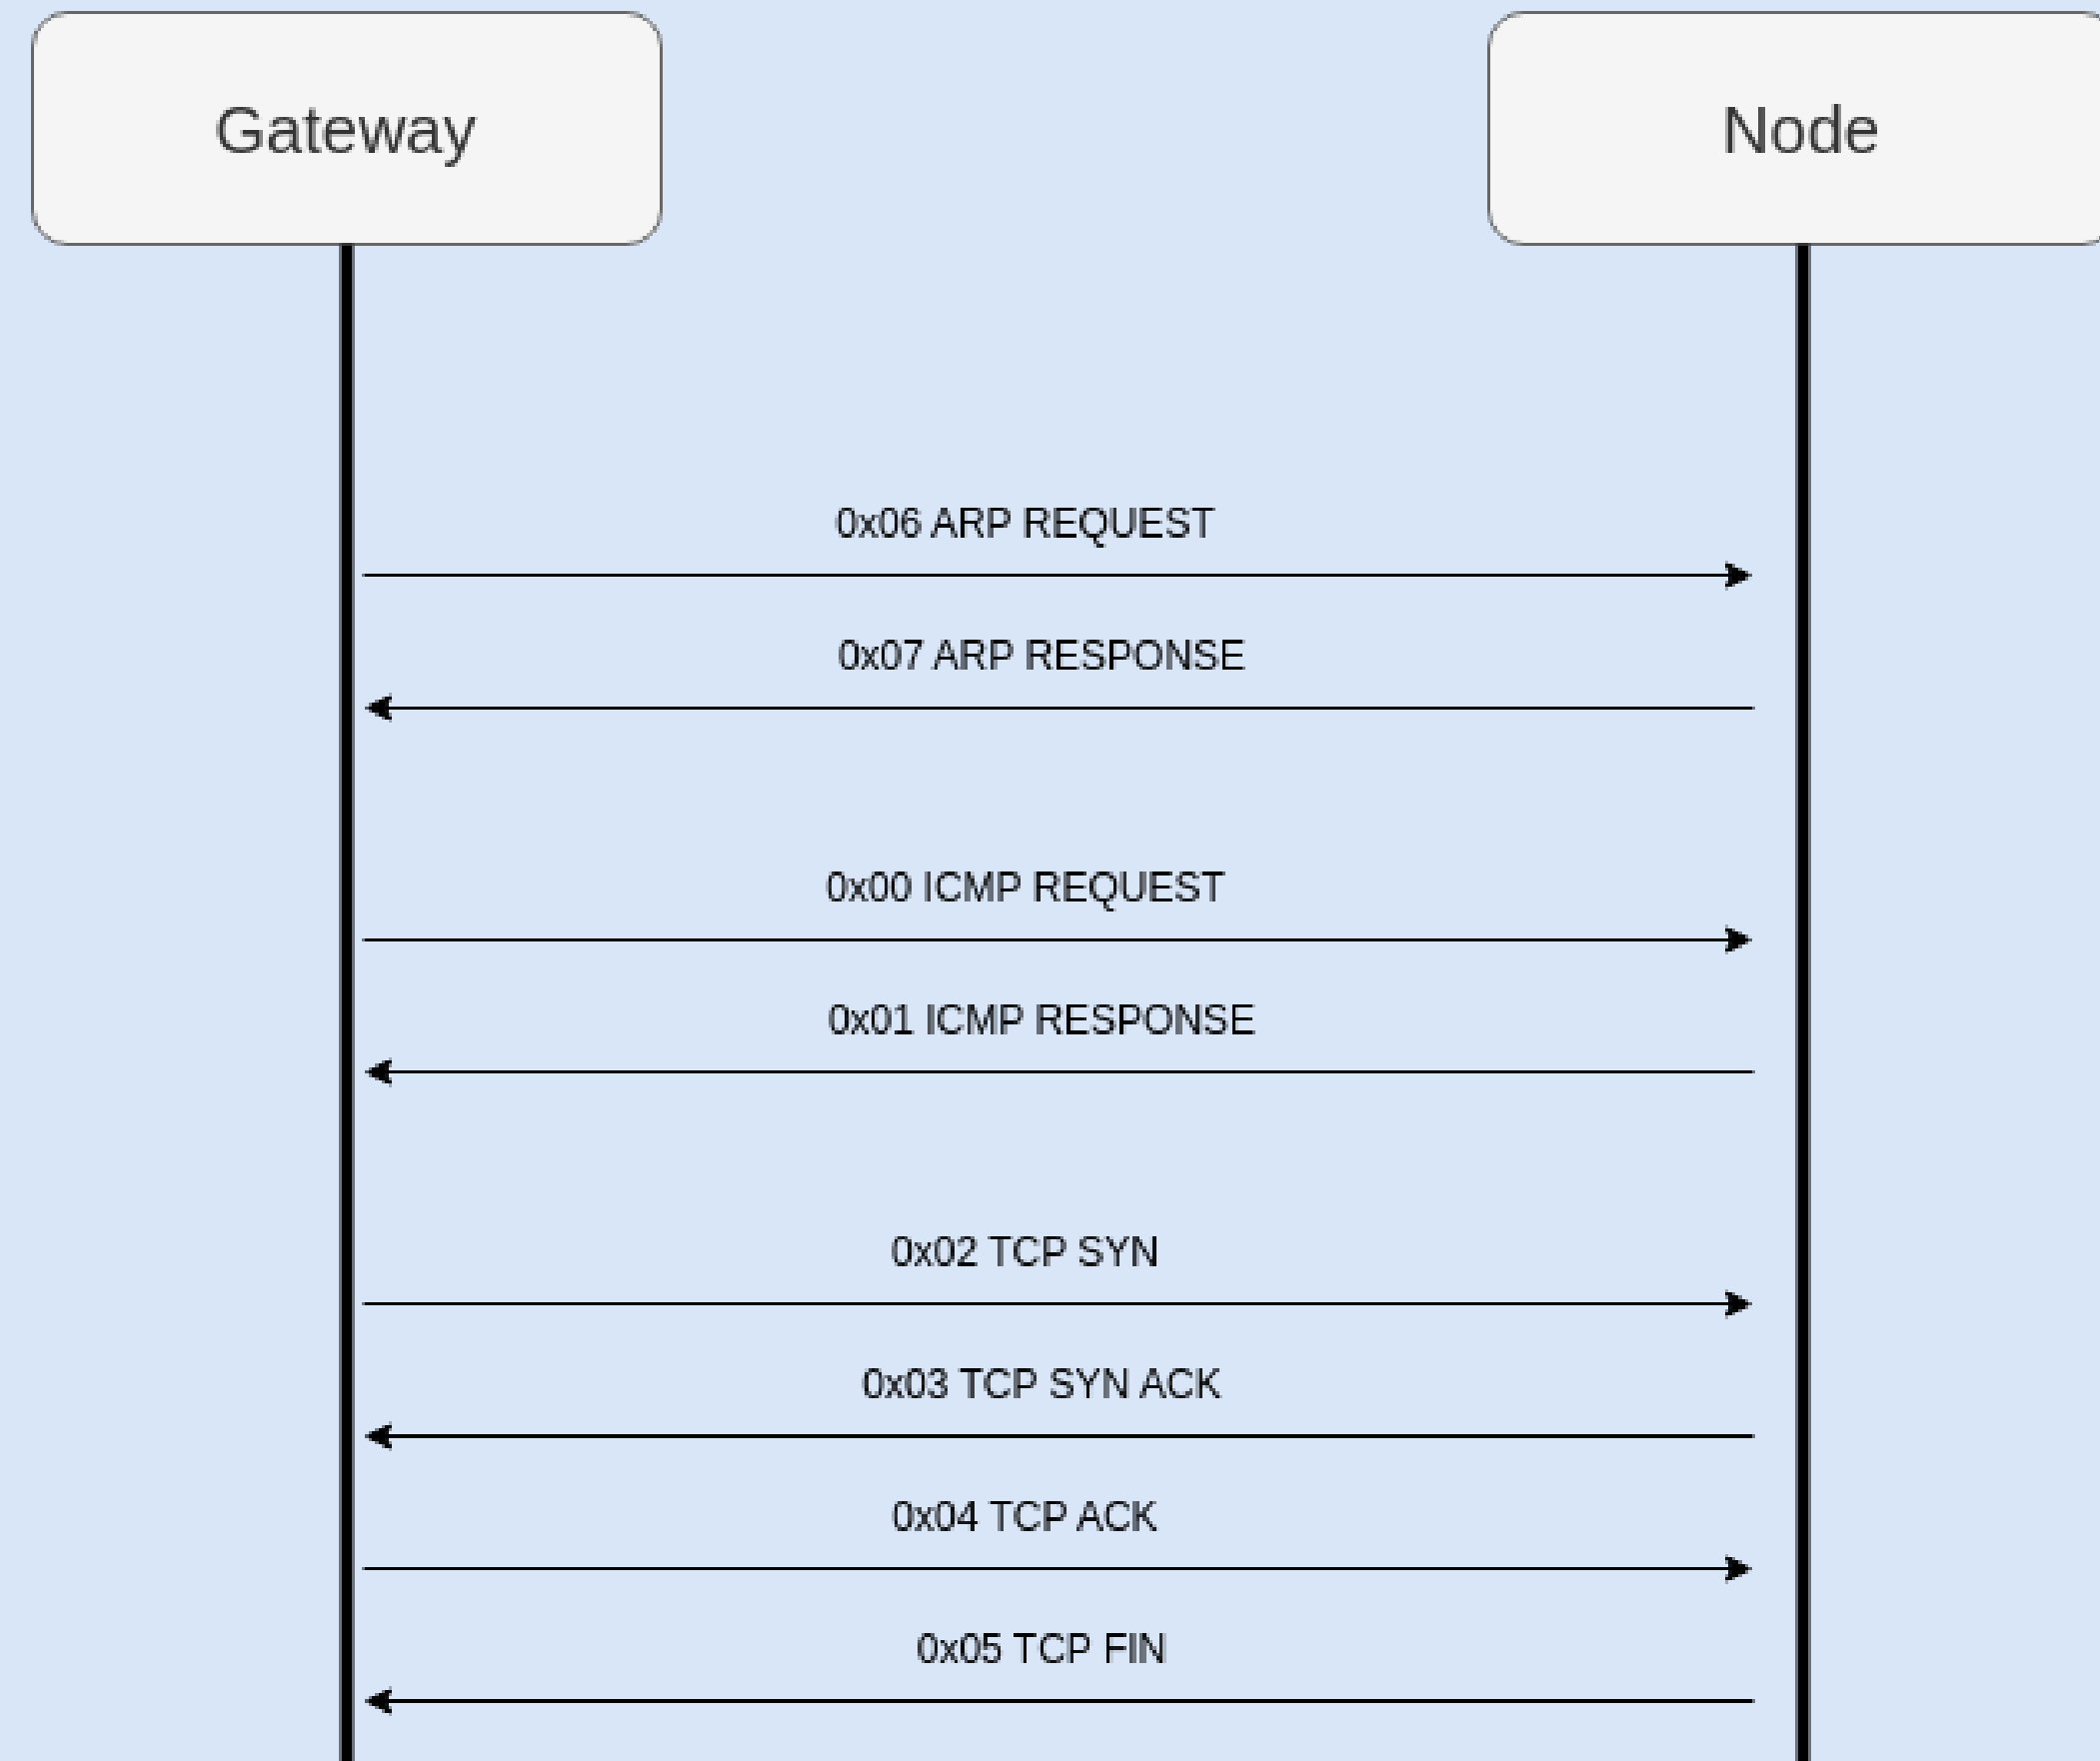 Gateway
Node
0x06 ARP REQUEST
0x07 ARP RESPONSE
0x00 ICMP REQUEST
0x01 ICMP RESPONSE
0x02 TCP SYN
0x03 TCP SYN ACK
0x04 TCP ACK
0x05 TCP FIN